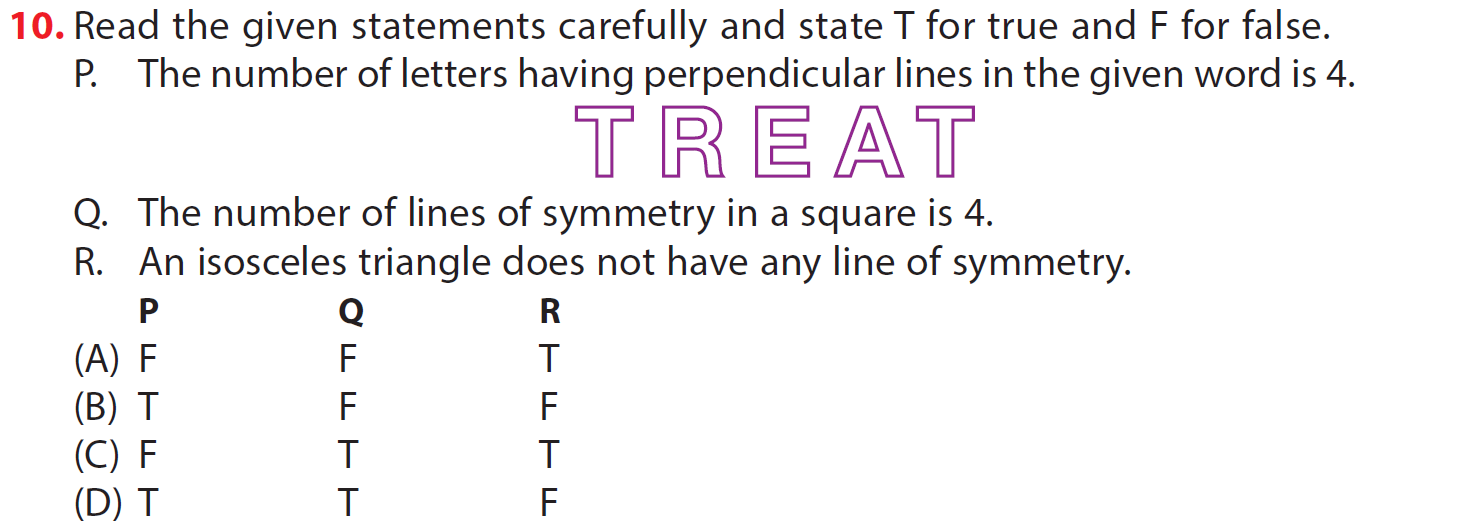 10. Read the given statements carefully and state T for true and F for false.
P. The number of letters having perpendicular lines in the given word is 4.
TREAT
Q. The number of lines of symmetry in a square is 4.
R. An isosceles triangle does not have any line of symmetry.
P Q R
(A) F F T
(B) T F F
(C) F T T
(D) T T F